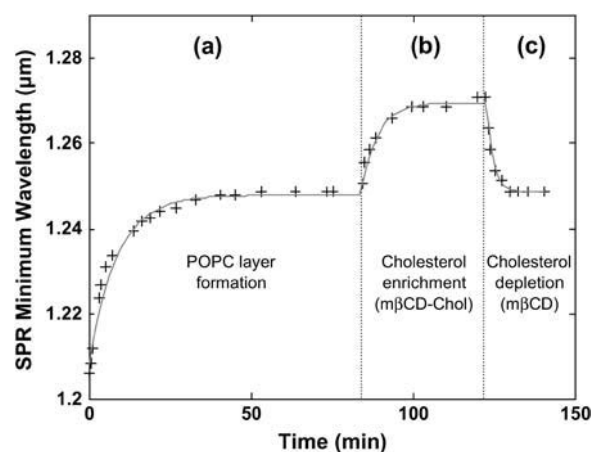 (a) (b) (c)
SPR Minimum Wavelength (μm)
1.28
1.26
1.24
1.22
1.2
POPC layer
formation
Cholesterol
enrichment
(mβCD-Chol)
Cholesterol
depletion
(mβCD)
0 50 100 150
Time (min)